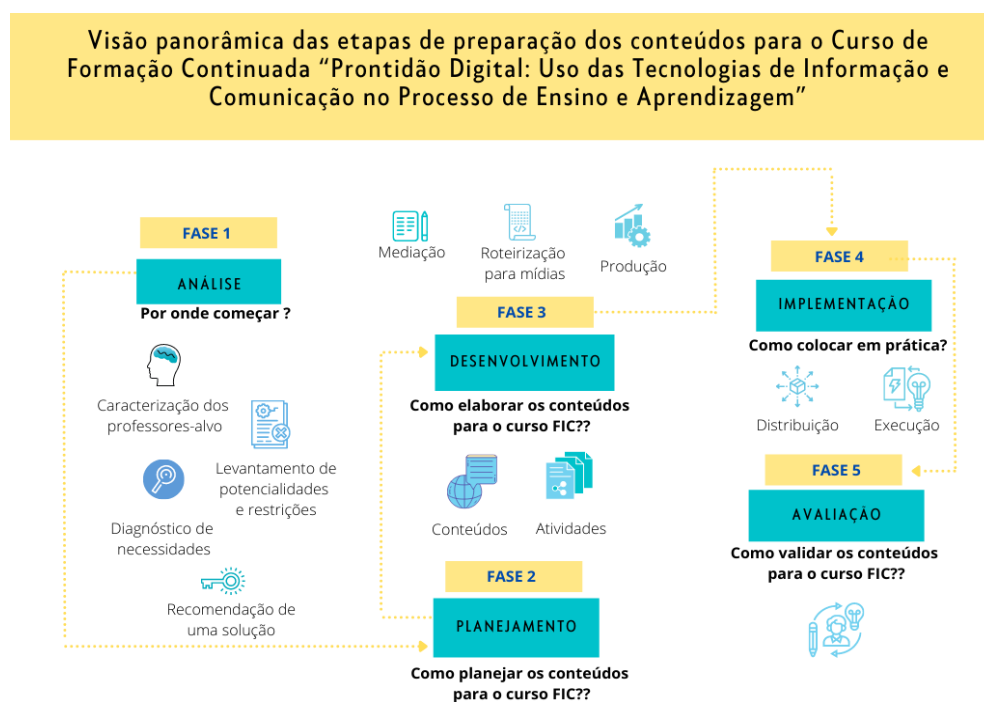 Visão panorâmica das etapas de preparação dos conteúdos para o Curso de
Formação Continuada “Prontidão Digital: Uso das Tecnologias de Informação e
Comunicação no Processo de Ensino e Aprendizagem”
FASE 1
ANÁLISE
Por onde começar ?
Caracterização dos
professores-alvo
Levantamento de
potencialidades
e restrições
Diagnóstico de
necessidades
Recomendação de
uma solução
FASE 2
PLANEJAMENTO
Como planejar os conteúdos
para o curso FIC??
Mediação
Roteirização
para mídias
Produção
FASE 3
DESENVOLVIMENTO
Como elaborar os conteúdos
para o curso FIC??
Conteúdos
Atividades
FASE 4
IMPLEMENTAÇÃO
Como colocar em prática?
Distribuição
Execução
FASE 5
AVALIAÇÃO
Como validar os conteúdos
para o curso FIC??